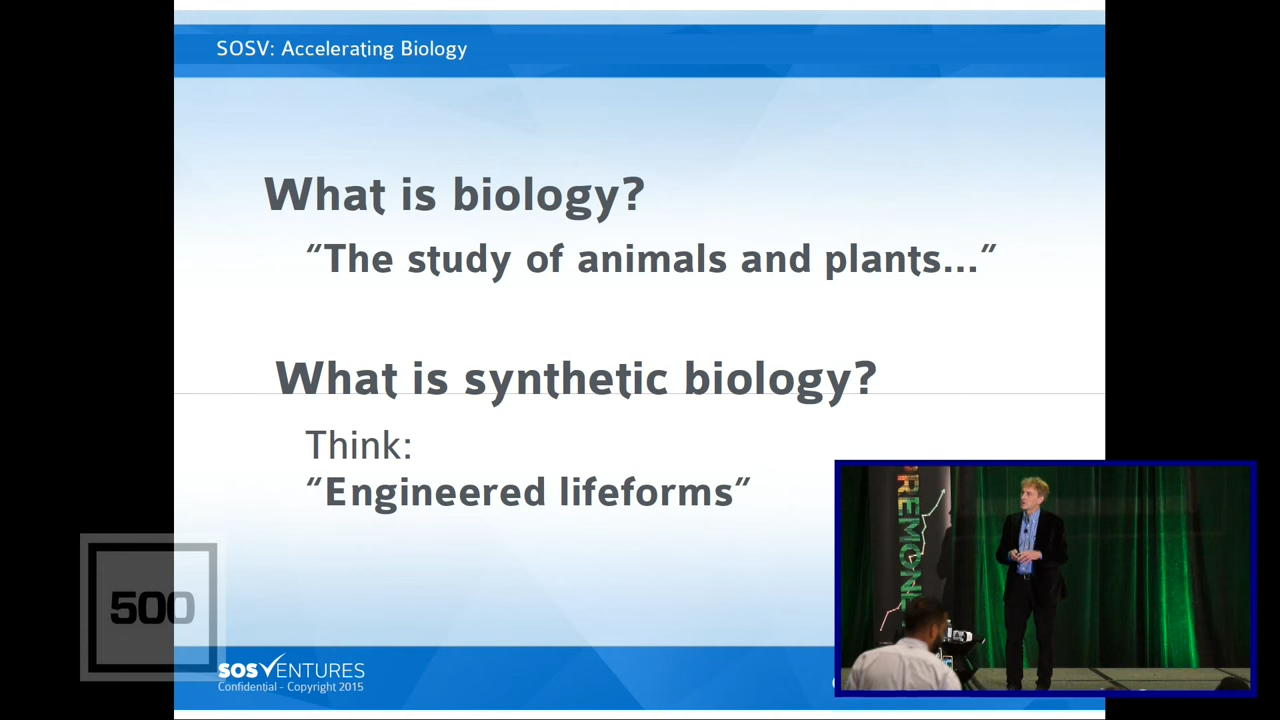 SOSV: Accelerating Biology
What is biology?
“The study of animals and plants...”
What is synthetic biology?
Think:
“Engineered lifeforms”
500
SOSVENTURES
Confidential - Copyright 2015